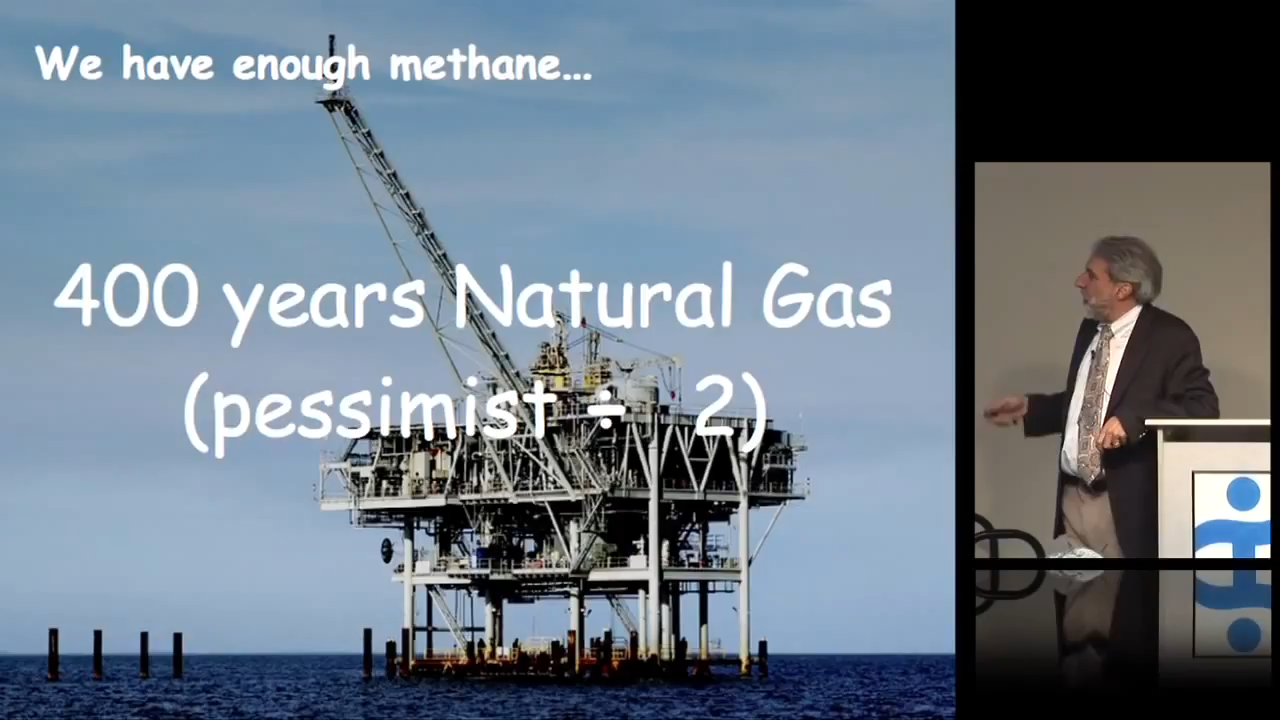 We have enough methane...
400 years Natural Gas
(pessimist ÷ 2)